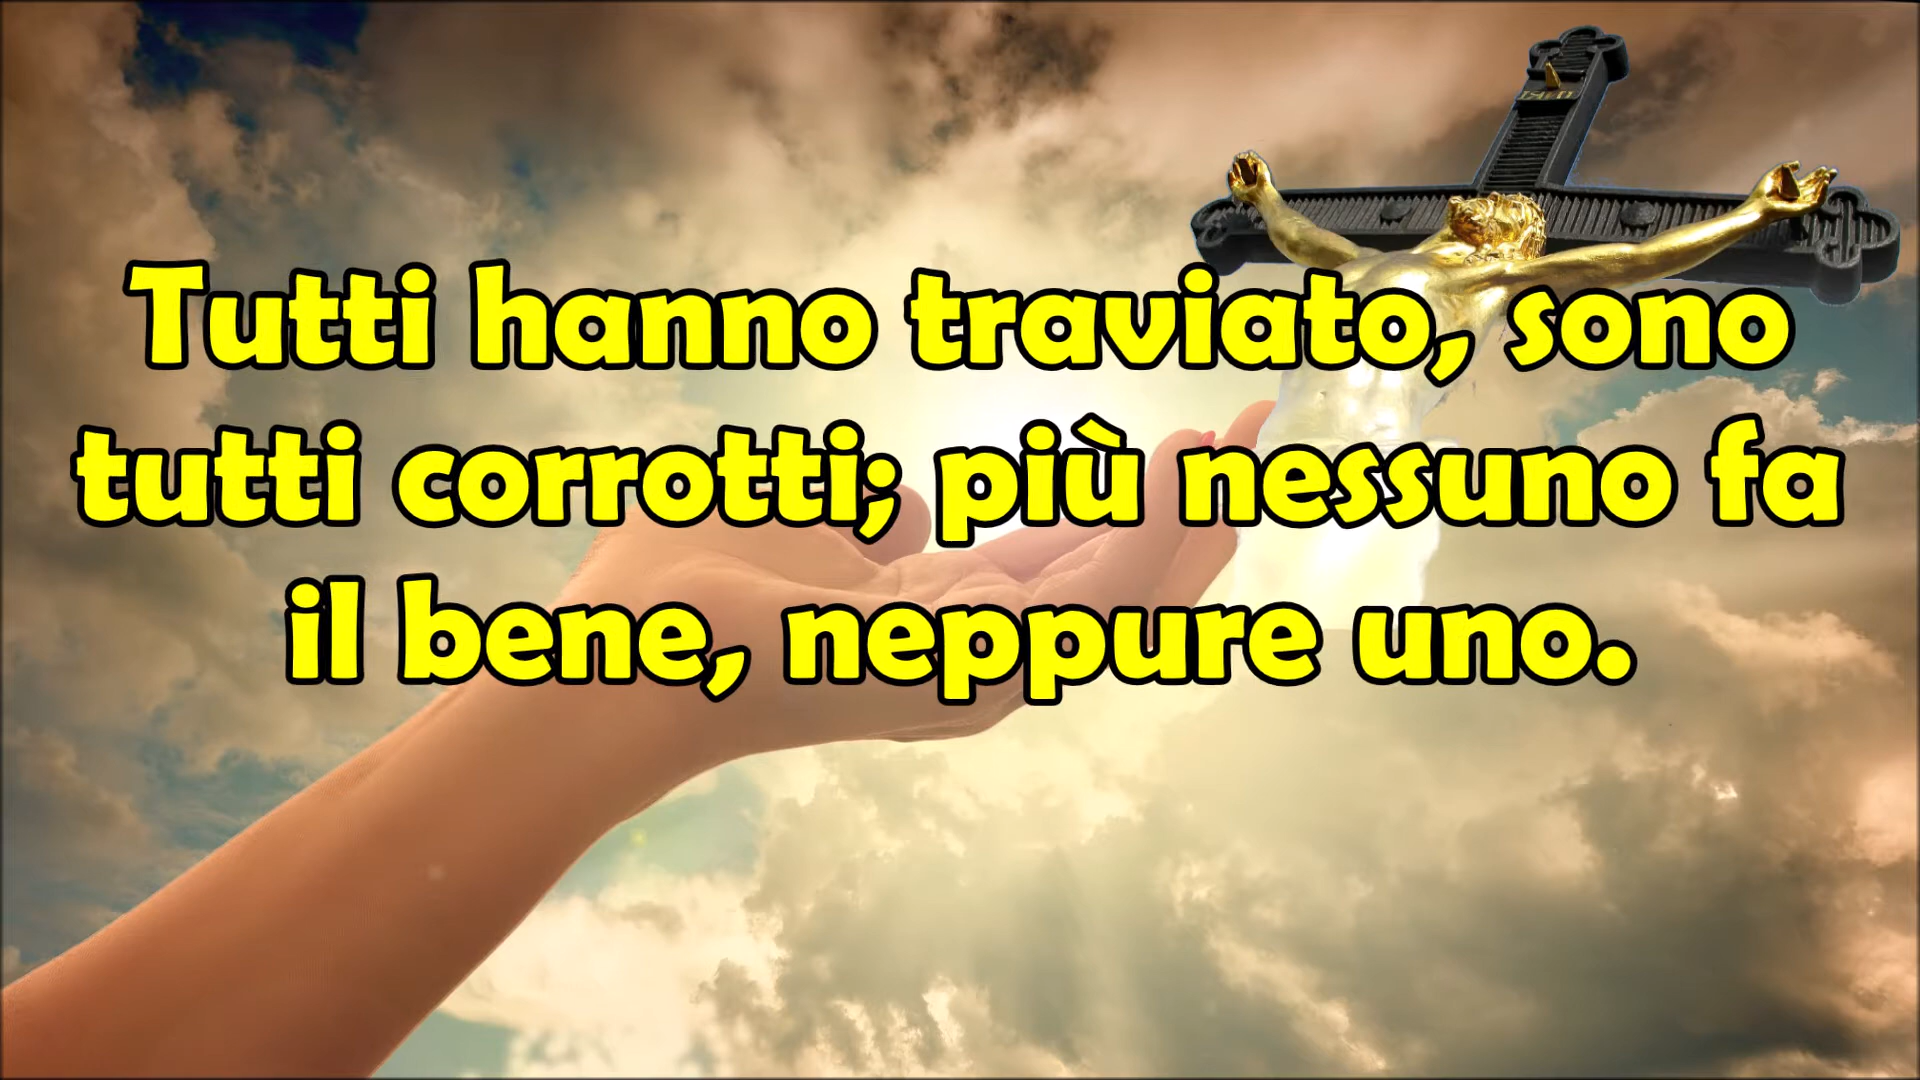 Tutti hanno traviato, sono
tutti corrotti; più nessuno fa
il bene, neppure uno.